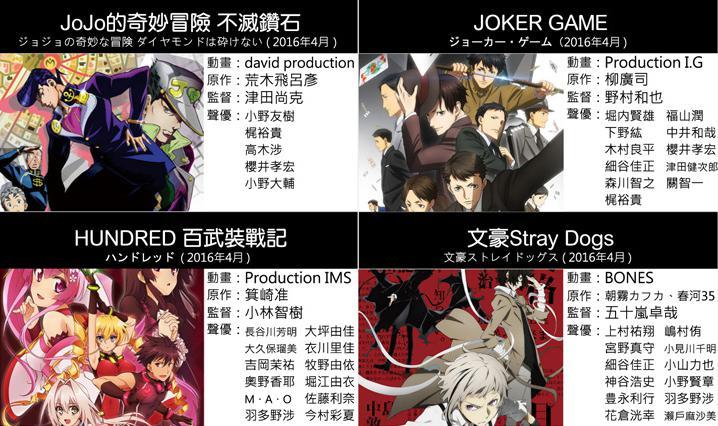 JoJo的奇妙冒險 不滅鑽石
ジョジョの奇妙な冒険 ダイヤモンドは砕けない ( 2016年4月 )
動畫：david production
原作：荒木飛呂彥
監督：津田尚克
聲優：小野友樹
梶裕貴
高木渉
櫻井孝宏
小野大輔
JOKER GAME
ジョーカー・ゲーム ( 2016年4月 )
動畫：Production I.G
原作：柳廣司
監督：野村和也
聲優：堀内賢雄 福山潤
下野紘 中井和哉
木村良平 櫻井孝宏
細谷佳正 津田健次郎
森川智之 關智一
梶裕貴
HUNDRED 百武裝戰記
ハンドレッド ( 2016年4月 )
動畫：Production IMS
原作：箕崎准
監督：小林智樹
聲優：長谷川芳明 大坪由佳
大久保瑠美 衣川里佳
吉岡茉祐 牧野由依
奧野香耶 堀江由衣
M・A・O 佐藤利奈
羽多野渉 今村彩夏
文豪Stray Dogs
文豪ストレイドッグス ( 2016年4月 )
動畫：BONES
原作：朝霧カフカ、春河35
監督：五十嵐卓哉
聲優：上村祐翔 嶋村侑
宮野真守 小見川千明
細谷佳正 小山力也
神谷浩史 小野賢章
豊永利行 羽多野渉
花倉洸幸 瀨戶麻沙美